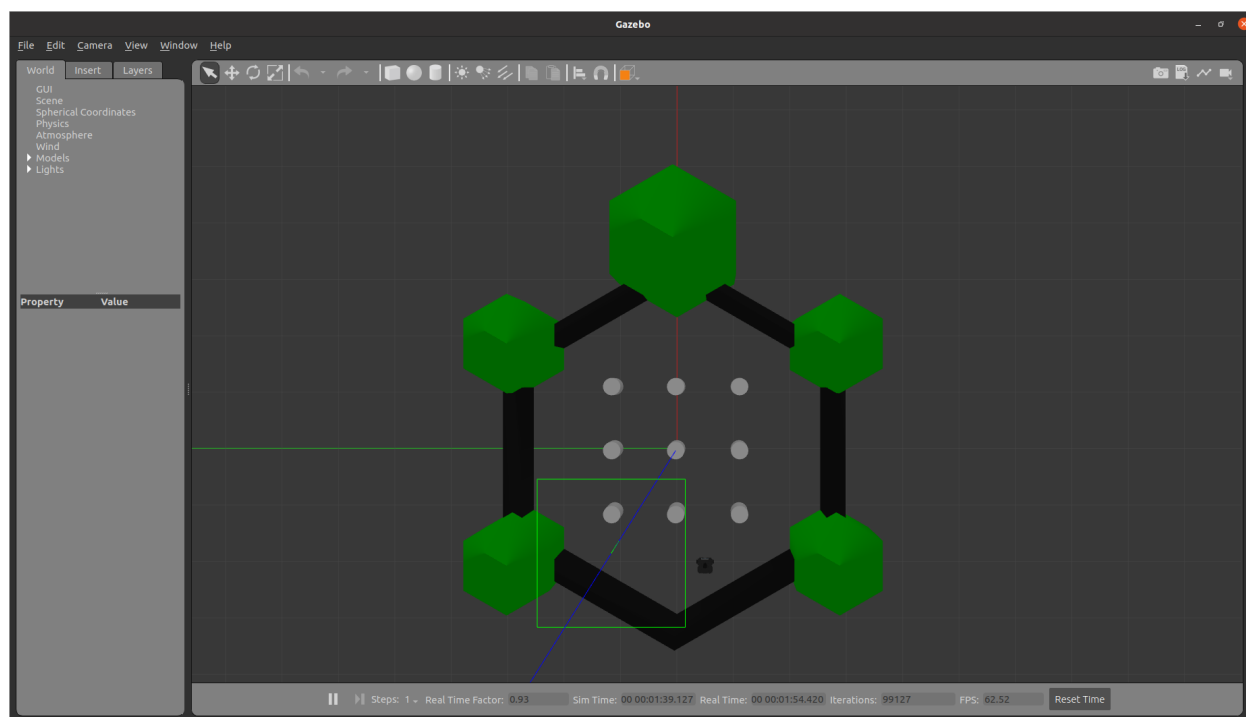 Gazebo
File Edit Camera View Window Help
World Insert Layers
GUI
Scene
Spherical Coordinates
Physics
Atmosphere
Wind
Models
Lights
Property Value
LOG
Steps: 1 Real Time Factor: 0.93 Sim Time: 00 00:01:39.127 Real Time: 00 00:01:54.420 Iterations: 99127 FPS: 62.52 Reset Time